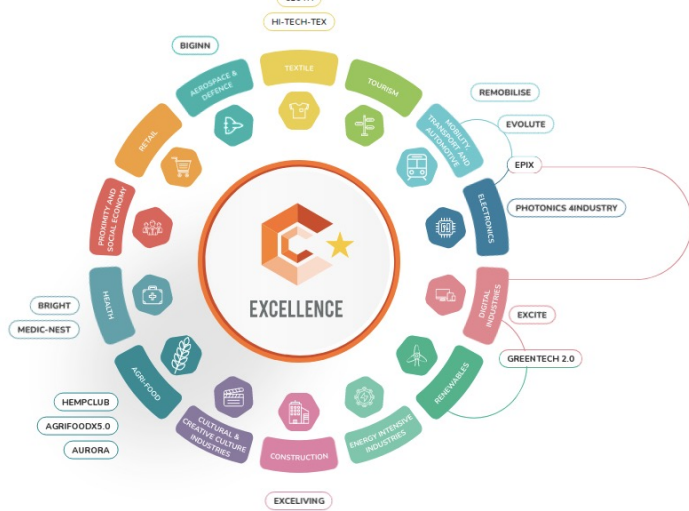 HI-TECH-TEX
BIGINN
TEXTILE
AEROSPACE &
DEFENCE
TOURISM
REMOBILISE
MOBILITY,
TRANSPORT AND
AUTOMOTIVE
EVOLUTE
RETAIL
EPIX
PROXIMITY AND
SOCIAL ECONOMY
ELECTRONICS
PHOTONICS 4INDUSTRY
EXCELLENCE
HEALTH
DIGITAL
INDUSTRIES
BRIGHT
MEDIC-NEST
EXCITE
GREENTECH 2.0
AGRI-FOOD
RENEWABLES
HEMPCLUB
AGRIFOODX5.0
AURORA
CULTURAL &
CREATIVE CULTURE
INDUSTRIES
ENERGY INTENSIVE
INDUSTRIES
CONSTRUCTION
EXCELIVING